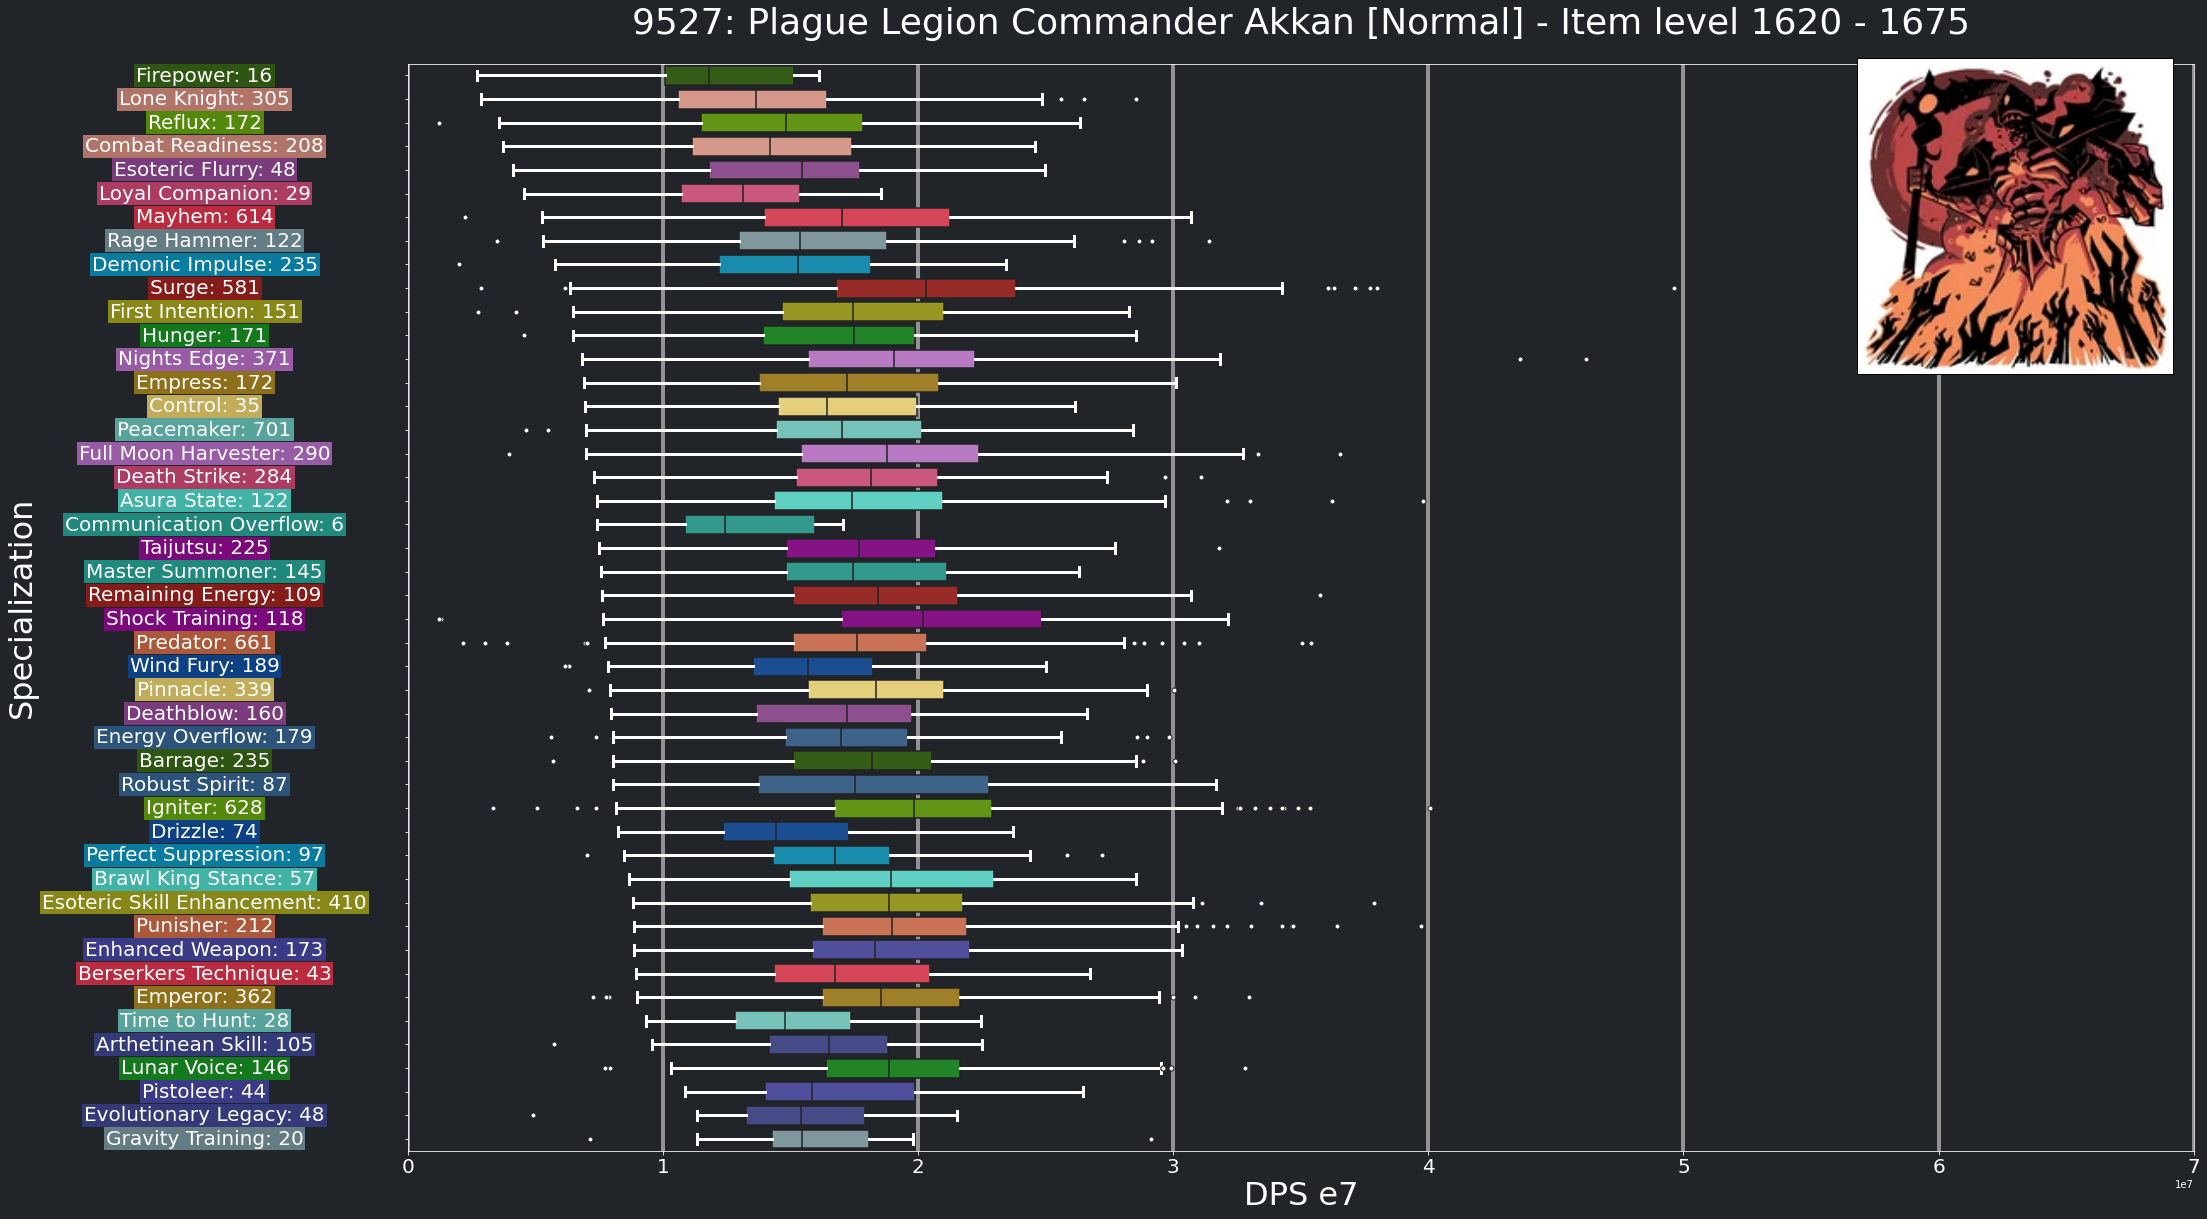 9527: Plague Legion Commander Akkan [Normal] - Item level 1620 - 1675
Firepower: 16
Lone Knight: 305
Reflux: 172
Combat Readiness: 208
Esoteric Flurry: 48
Loyal Companion: 29
Mayhem: 614
Rage Hammer: 122
Demonic Impulse: 235
Surge: 581
First Intention: 151
Hunger: 171
Nights Edge: 371
Empress: 172
Control: 35
Peacemaker: 701
Full Moon Harvester: 290
Death Strike: 284
Asura State: 122
Communication Overflow: 6
Taijutsu: 225
Master Summoner: 145
Remaining Energy: 109
Shock Training: 118
Predator: 661
Wind Fury: 189
Pinnacle: 339
Deathblow: 160
Energy Overflow: 179
Barrage: 235
Robust Spirit: 87
Igniter: 628
Drizzle: 74
Perfect Suppression: 97
Brawl King Stance: 57
Esoteric Skill Enhancement: 410
Punisher: 212
Enhanced Weapon: 173
Berserkers Technique: 43
Emperor: 362
Time to Hunt: 28
Arthetinean Skill: 105
Lunar Voice: 146
Pistoleer: 44
Evolutionary Legacy: 48
Gravity Training: 20
Specialization
0 1 2 3 4 5 6 7
1e7
DPS e7